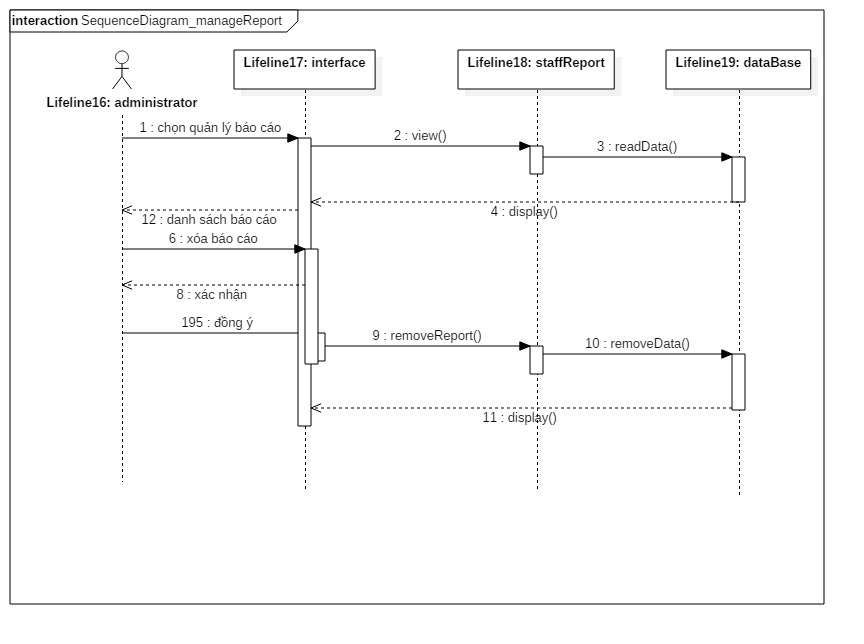 interaction SequenceDiagram_manageReport
Lifeline16: administrator
Lifeline17: interface
Lifeline18: staffReport
Lifeline19: dataBase
1 : chọn quản lý báo cáo
2 : view()
3 : readData()
4 : display()
12 : danh sách báo cáo
6 : xóa báo cáo
8 : xác nhận
195 : đồng ý
9 : removeReport()
10 : removeData()
11 : display()